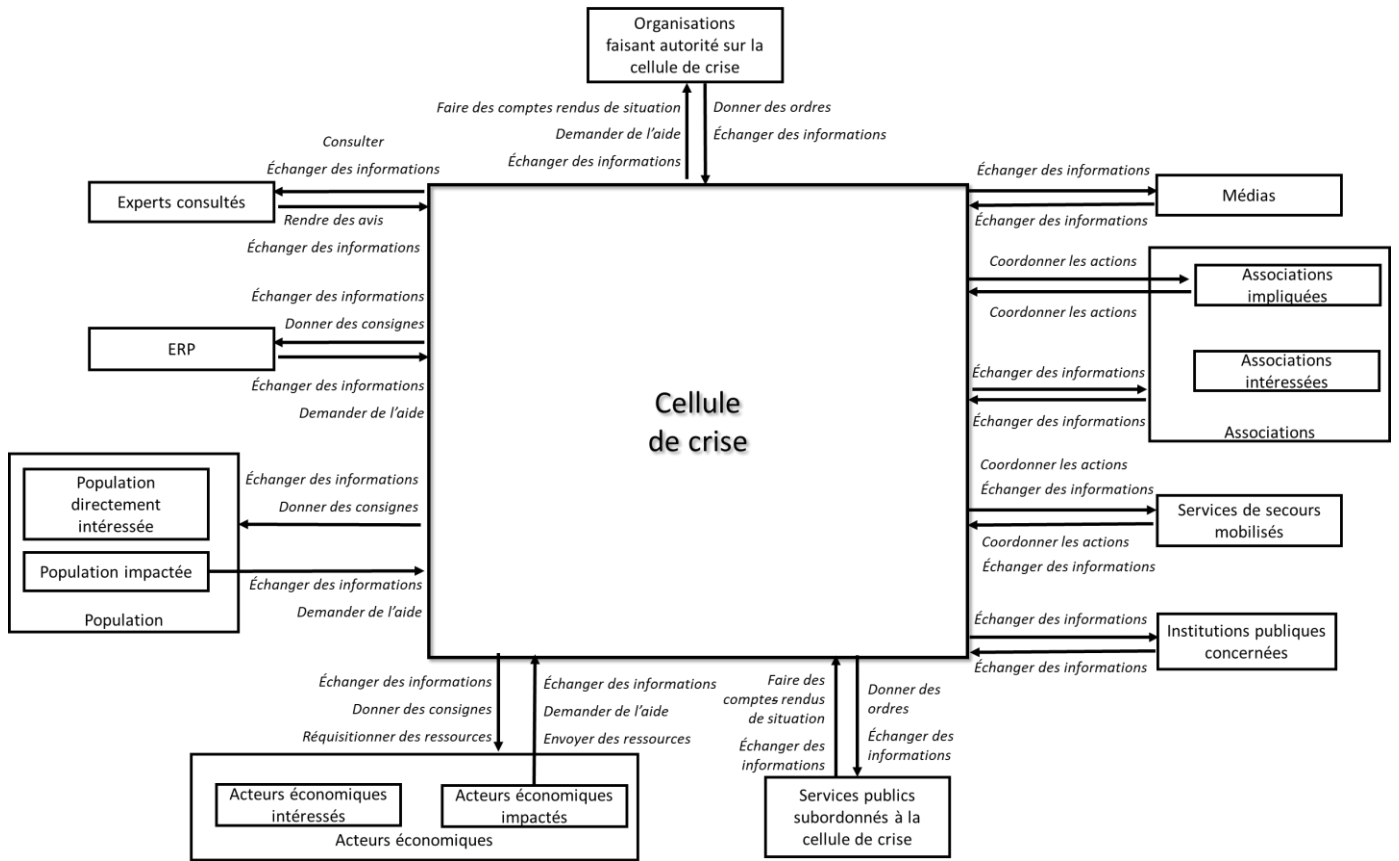 Organisations
faisant autorité sur la
cellule de crise
Faire des comptes rendus de situation
Demander de l'aide
Échanger des informations
Donner des ordres
Échanger des informations
Consulter
Échanger des informations
Experts consultés
Rendre des avis
Échanger des informations
Échanger des informations
Médias
Échanger des informations
Coordonner les actions
Associations
impliquées
Coordonner les actions
Échanger des informations
Associations
intéressées
Échanger des informations
Associations
Échanger des informations
Donner des consignes
ERP
Échanger des informations
Demander de l'aide
Cellule
de crise
Population
directement
intéressée
Échanger des informations
Donner des consignes
Population impactée
Échanger des informations
Demander de l'aide
Population
Coordonner les actions
Échanger des informations
Services de secours
mobilisés
Coordonner les actions
Échanger des informations
Échanger des informations
Institutions publiques
concernées
Échanger des informations
Échanger des informations
Donner des consignes
Réquisitionner des ressources
Échanger des informations
Demander de l'aide
Envoyer des ressources
Acteurs économiques
intéressés
Acteurs économiques
impactés
Acteurs économiques
Faire des
comptes rendus
de situation
Échanger des
informations
Donner des
ordres
Échanger des
informations
Services publics
subordonnés à la
cellule de crise